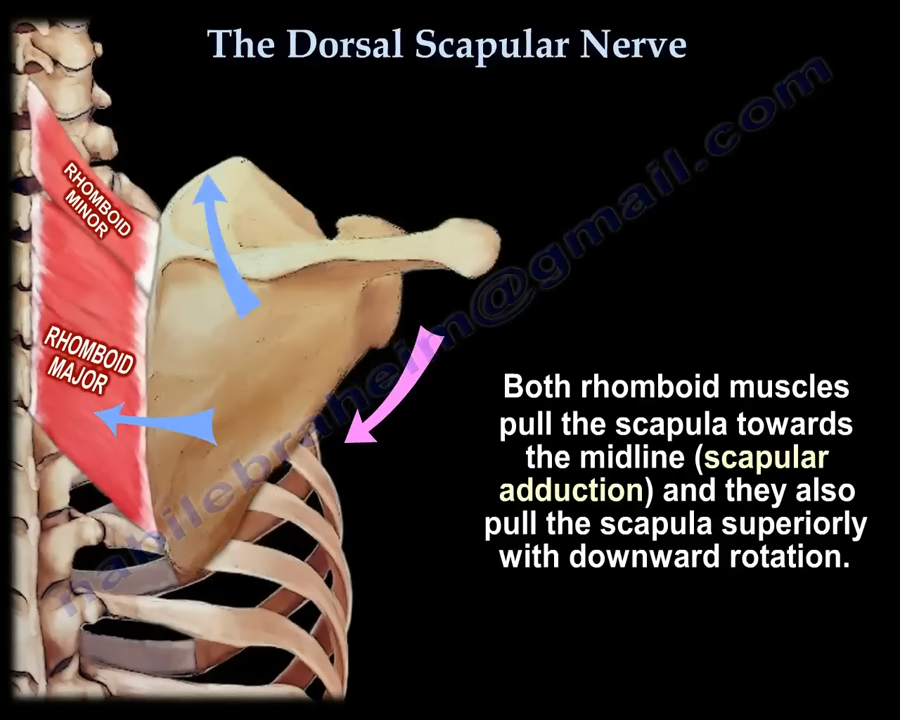 The Dorsal Scapular Nerve
RHOMBOID
MINOR
RHOMBOID
MAJOR
Both rhomboid muscles
pull the scapula towards
the midline (scapular
adduction) and they also
pull the scapula superiorly
with downward rotation.
nabilebraheim@gmail.com